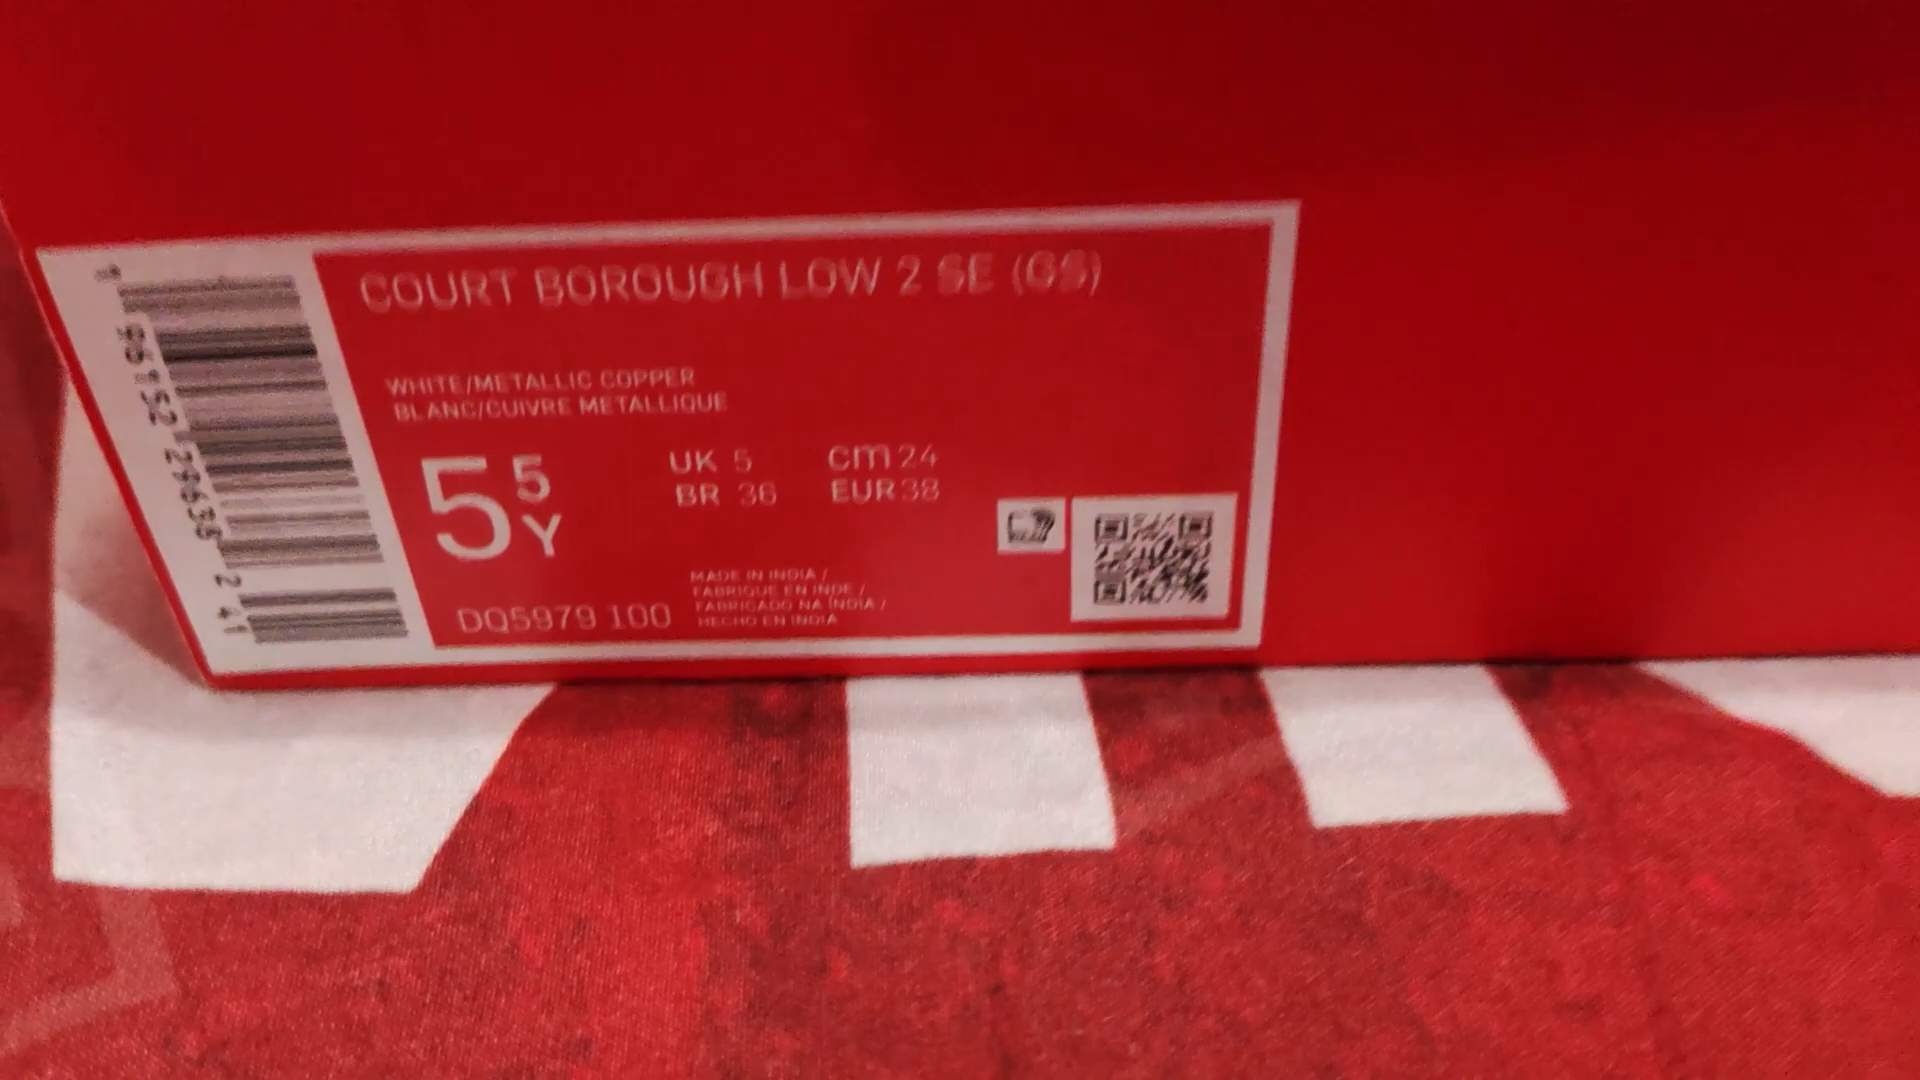 COURT BOROUGH LOW 2 SE (GS)
WHITE/METALLIC COPPER
BLANC/CUIVRE METALLIQUE
5 5 Y
UK 5
cm 24
BR 36
EUR 38
DQ5979 100
MADE IN INDIA /
FABRIQUE EN INDE /
FABRICADO NA ÍNDIA /
HECHO EN INDIA